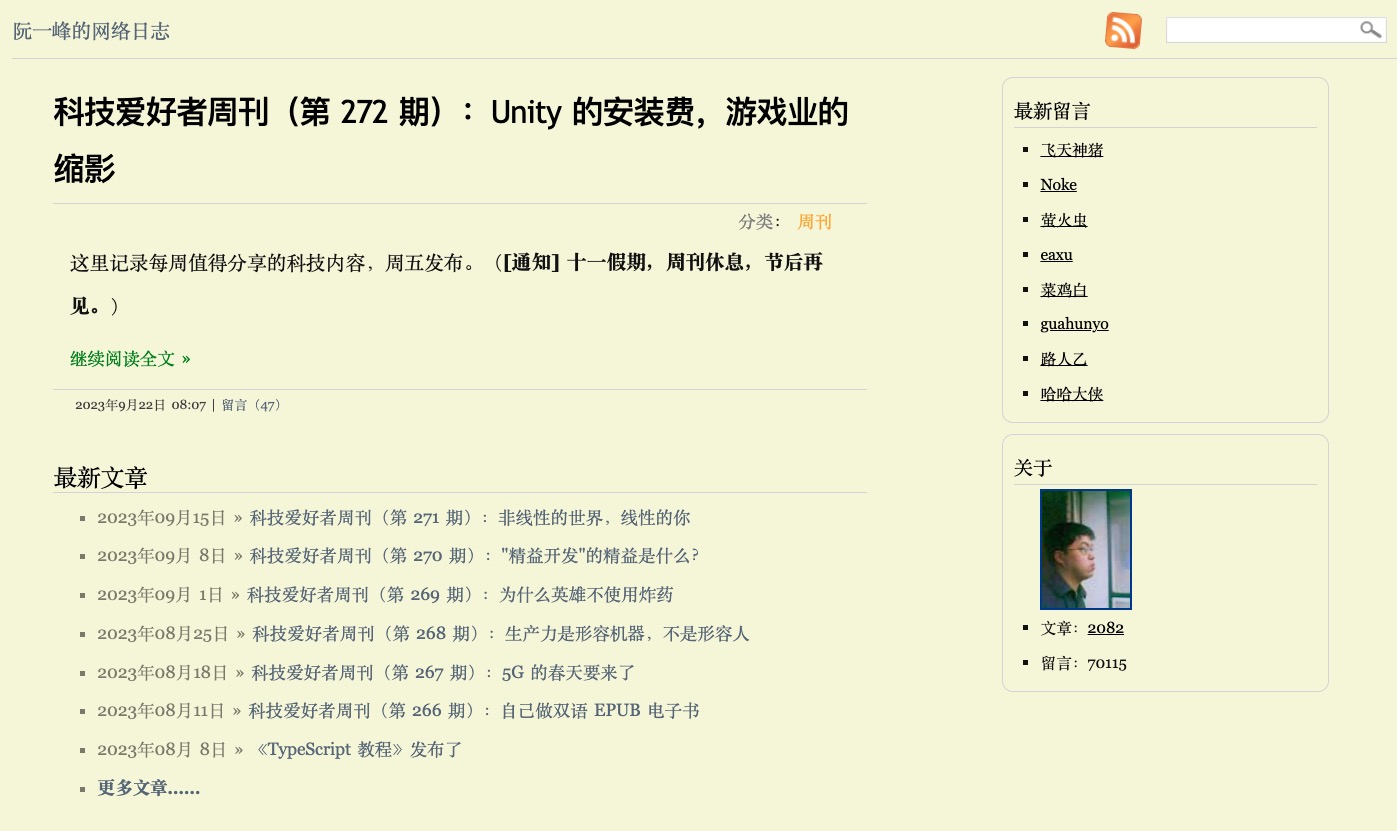 阮一峰的网络日志
科技爱好者周刊（第 272 期）：Unity 的安装费，游戏业的
缩影
分类： 周刊
这里记录每周值得分享的科技内容，周五发布。（[通知] 十一假期，周刊休息，节后再
见。）
继续阅读全文 »
2023年9月22日 08:07 | 留言（47）
最新文章
2023年09月15日 » 科技爱好者周刊（第 271 期）：非线性的世界，线性的你
2023年09月 8日 » 科技爱好者周刊（第 270 期）："精益开发"的精益是什么?
2023年09月 1日 » 科技爱好者周刊（第 269 期）：为什么英雄不使用炸药
2023年08月25日 » 科技爱好者周刊（第 268 期）：生产力是形容机器，不是形容人
2023年08月18日 » 科技爱好者周刊（第 267 期）：5G 的春天要来了
2023年08月11日 » 科技爱好者周刊（第 266 期）：自己做双语 EPUB 电子书
2023年08月 8日 » 《TypeScript 教程》发布了
更多文章……
最新留言
飞天神猪
Noke
萤火虫
eaxu
菜鸡白
guahunyo
路人乙
哈哈大侠
关于
文章：2082
留言：70115